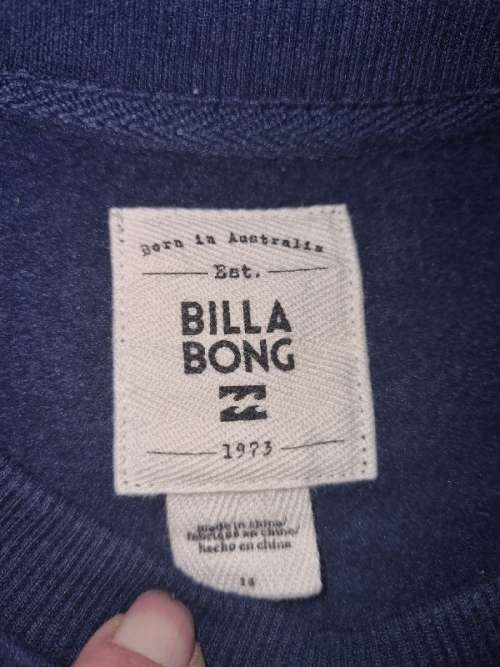 Born in Australia
Est.
BILLA
BONG
1973
made in china/
fabriqué en chine/
hecho en china
14